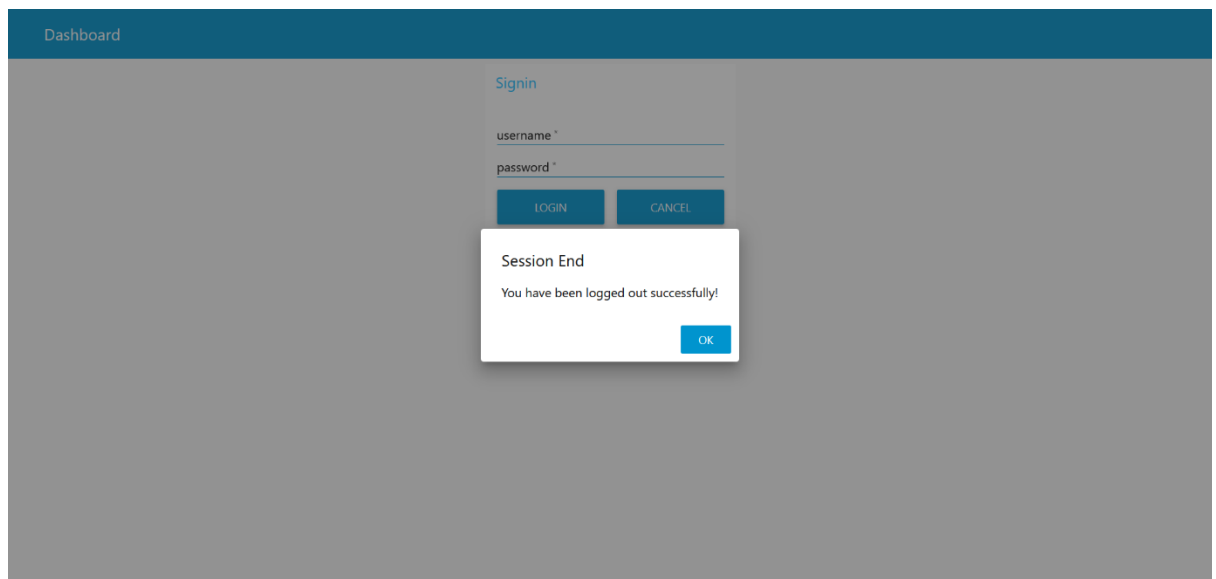 Dashboard
Signin
username *
password *
LOGIN CANCEL
Session End
You have been logged out successfully!
OK